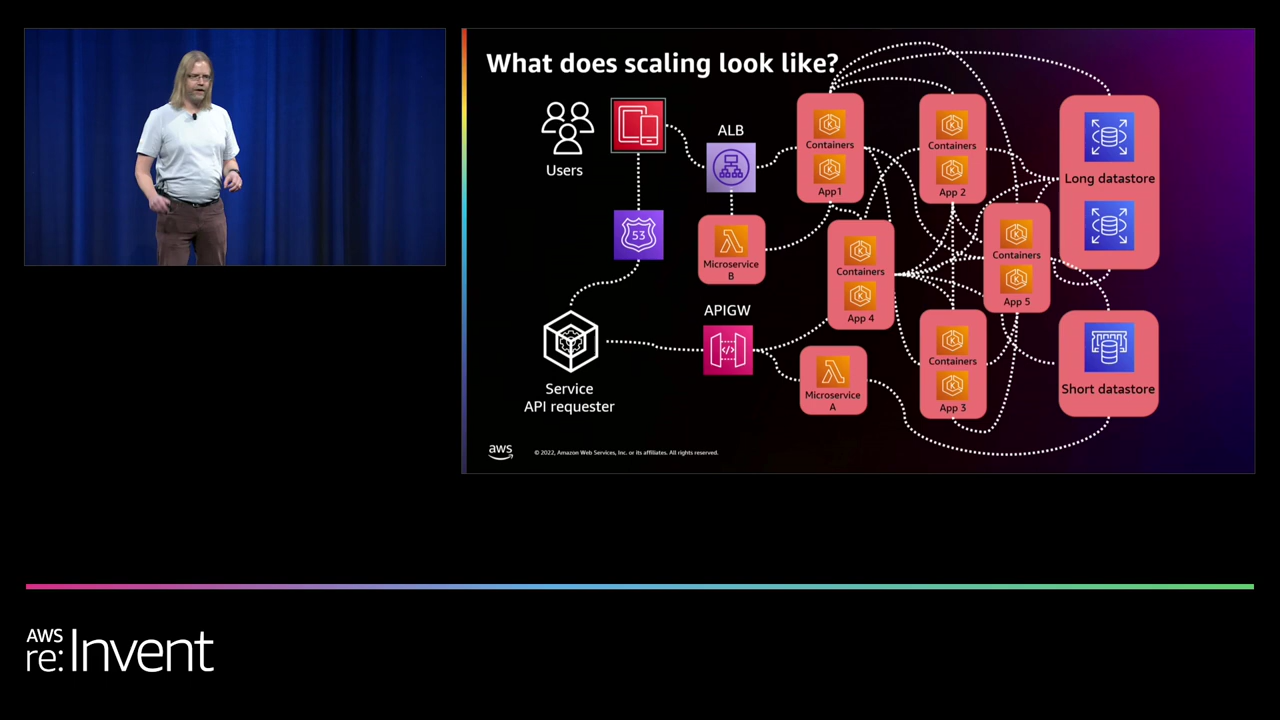 What does scaling look like?
Users
ALB
53
Containers
App1
Containers
App 2
Long datastore
Microservice
B
Containers
App 4
Containers
App 5
APIGW
Service
API requester
Microservice
A
Containers
App 3
Short datastore
aws
© 2022, Amazon Web Services, Inc. or its affiliates. All rights reserved.
AWS
re:Invent